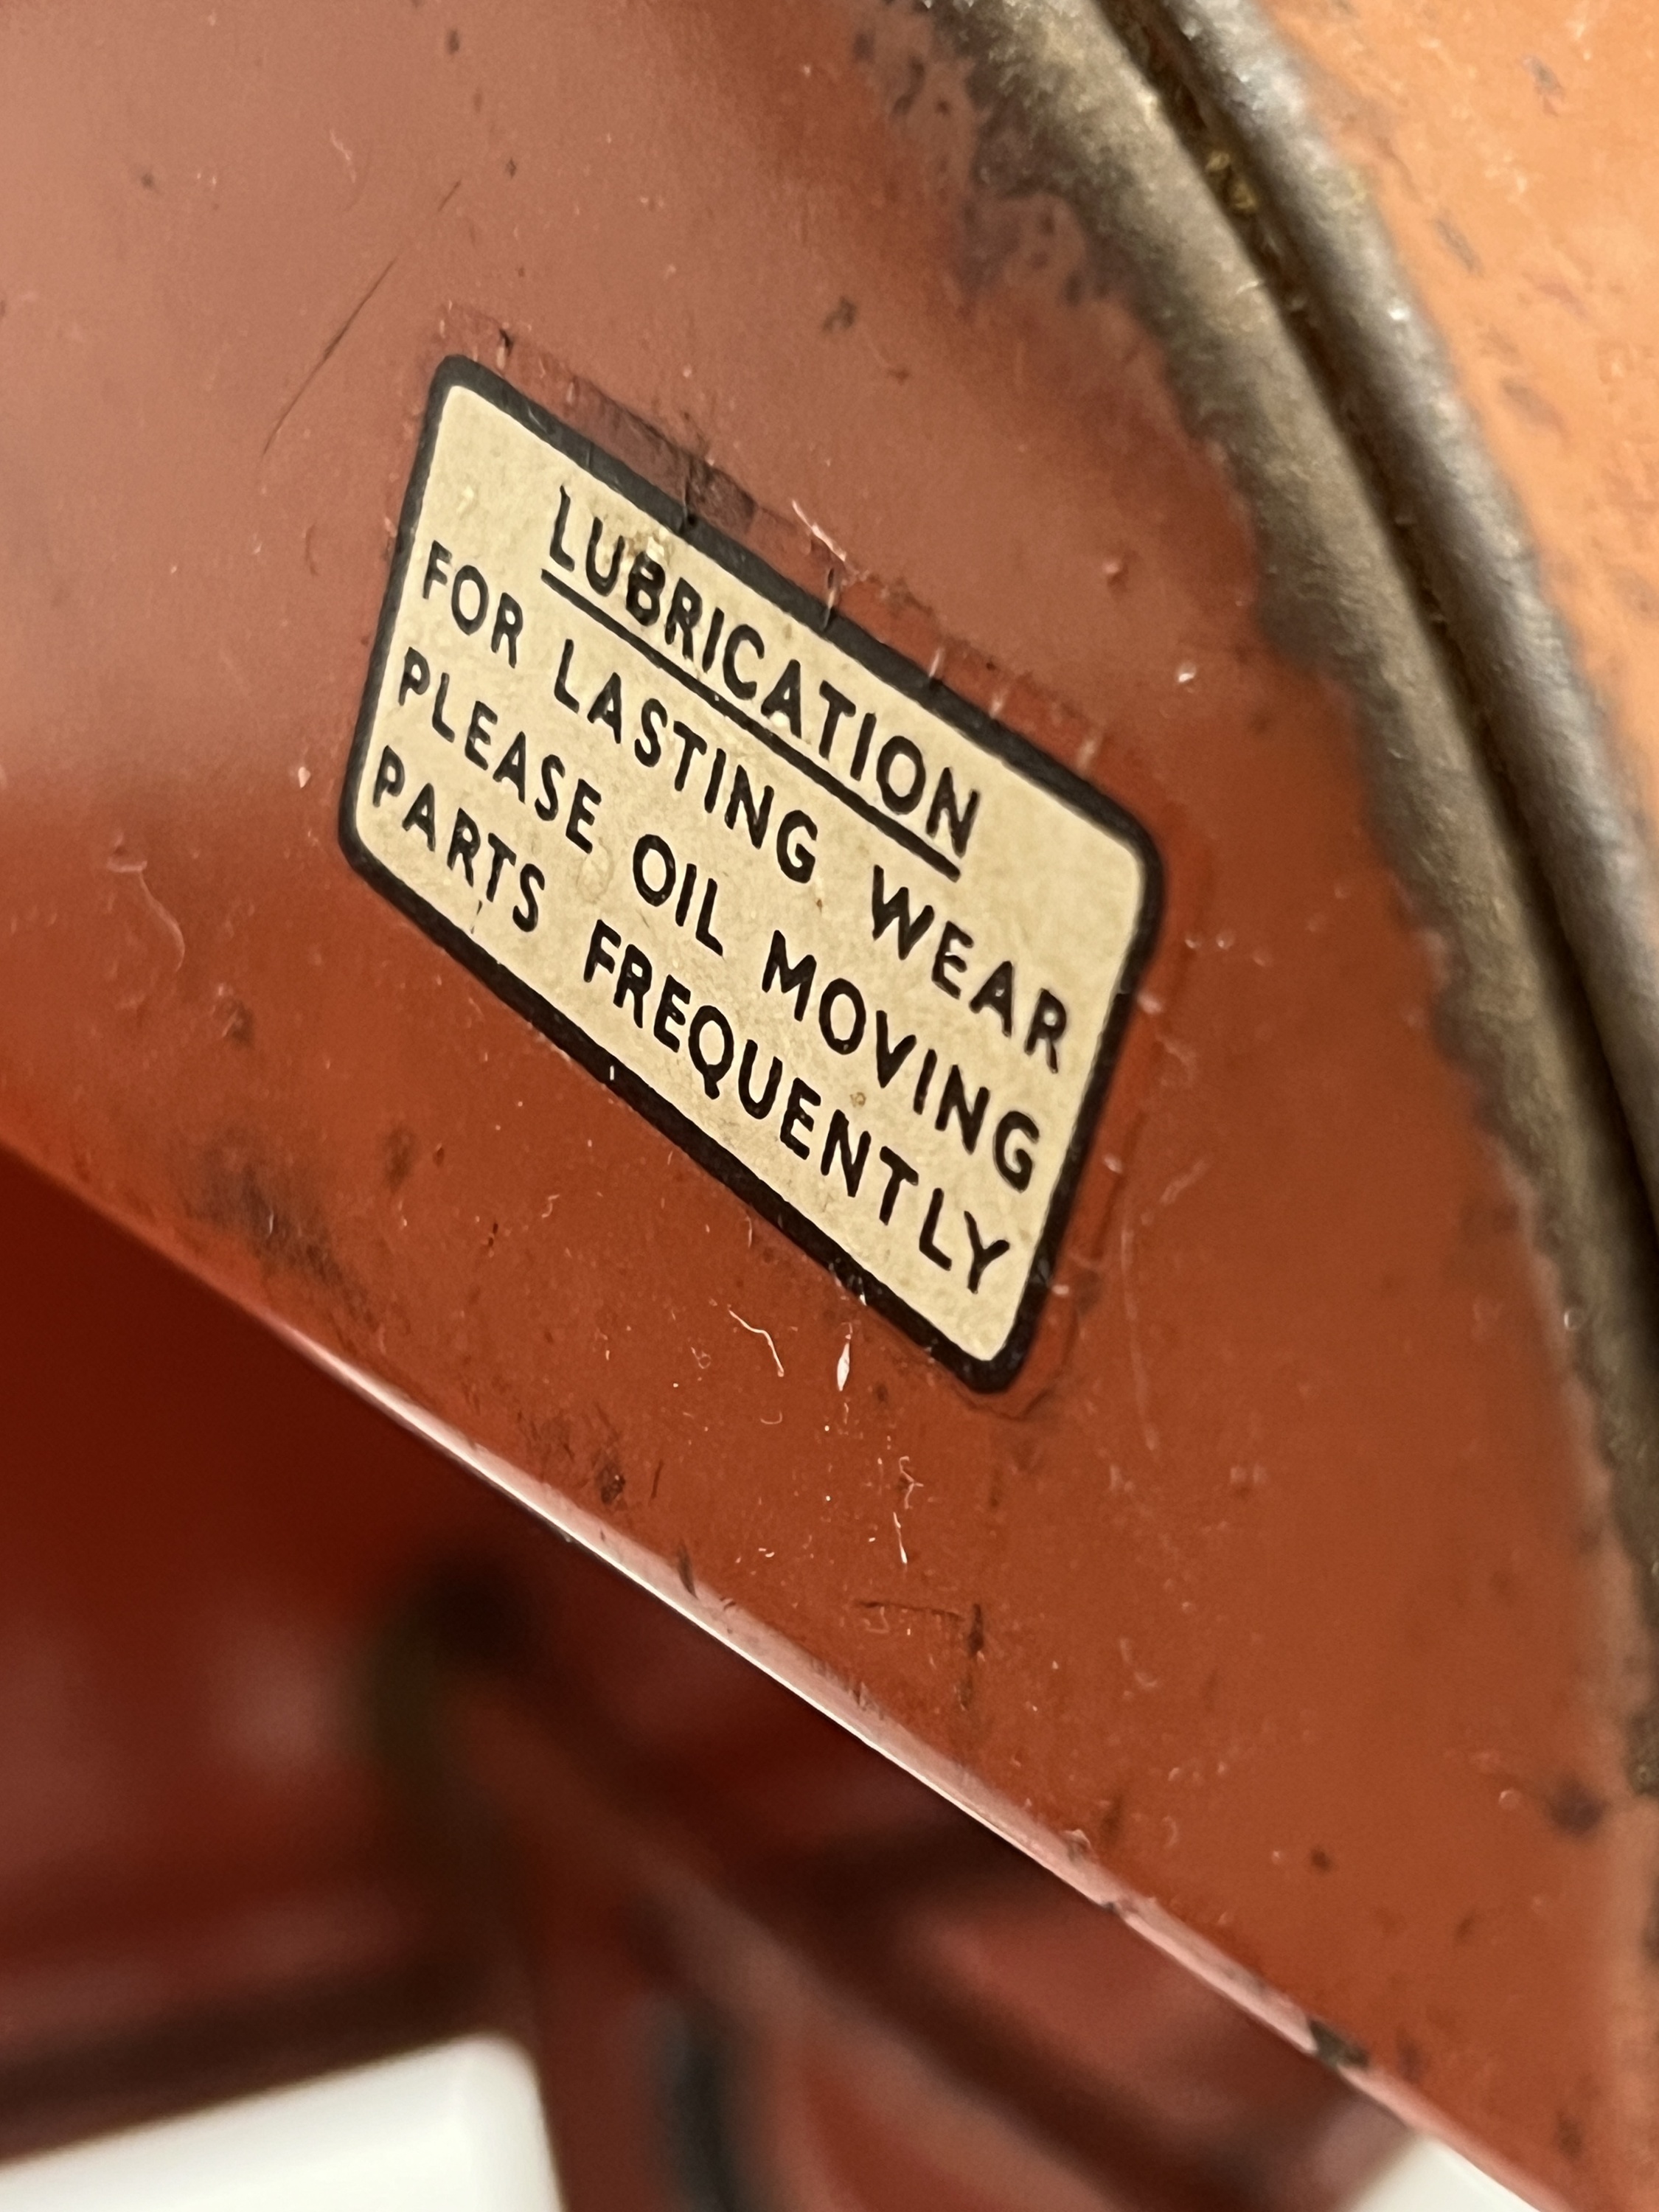 LUBRICATION
FOR LASTING WEAR
PLEASE OIL MOVING
PARTS FREQUENTLY